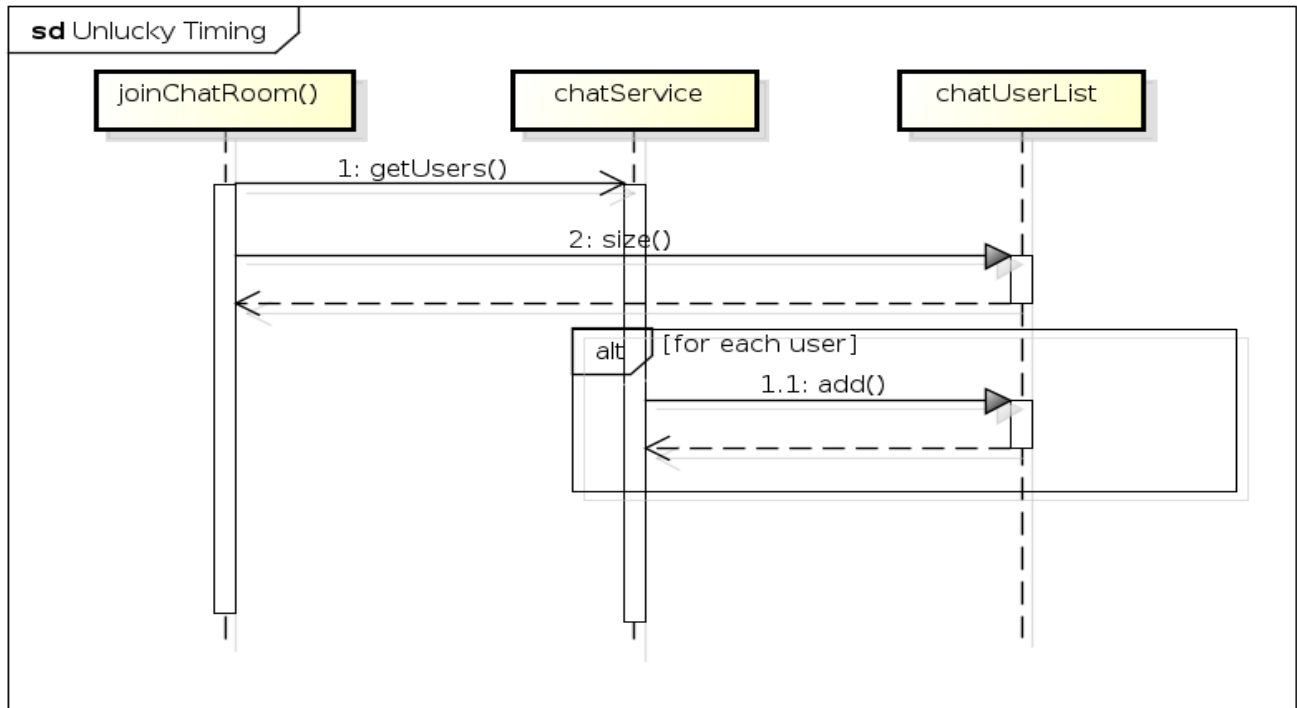 sd Unlucky Timing
joinChatRoom()
chatService
chatUserList
1: getUsers()
2: size()
alt
[for each user]
1.1: add()